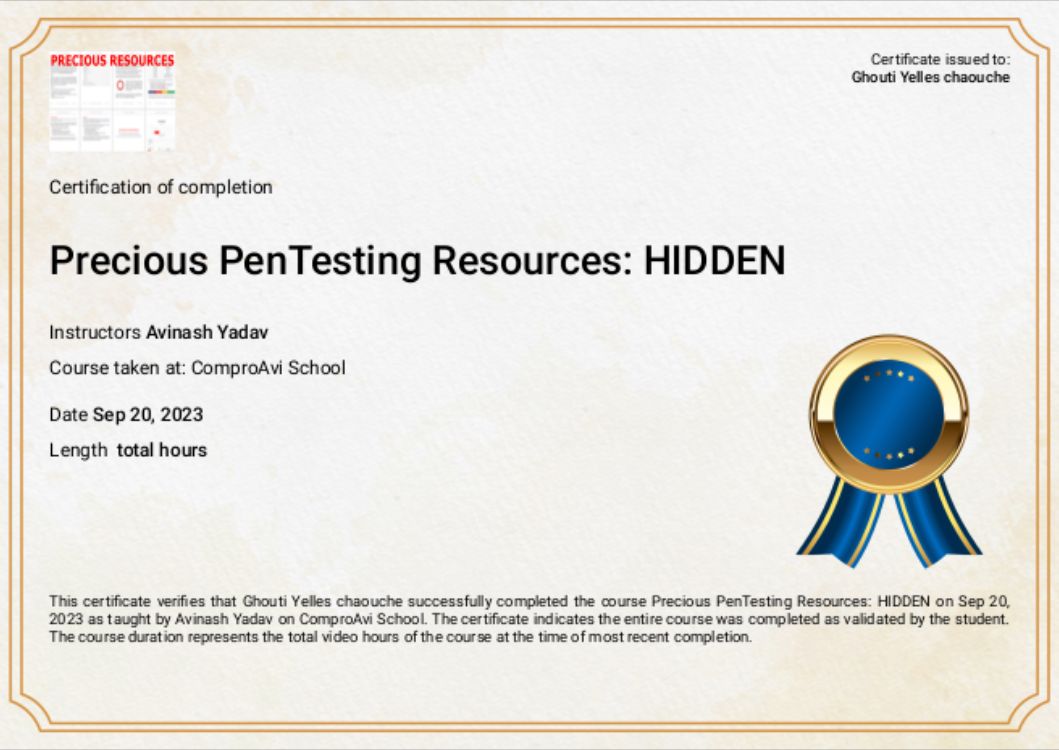 PRECIOUS RESOURCES
Certificate issued to:
Ghouti Yelles chaouche
Certification of completion
Precious PenTesting Resources: HIDDEN
Instructors Avinash Yadav
Course taken at: ComproAvi School
Date Sep 20, 2023
Length total hours
This certificate verifies that Ghouti Yelles chaouche successfully completed the course Precious PenTesting Resources: HIDDEN on Sep 20,
2023 as taught by Avinash Yadav on ComproAvi School. The certificate indicates the entire course was completed as validated by the student.
The course duration represents the total video hours of the course at the time of most recent completion.